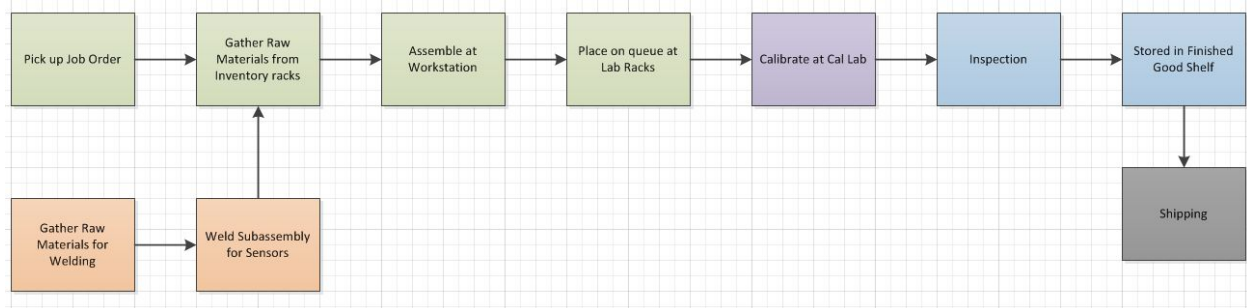 Pick up Job Order
Gather Raw
Materials from
Inventory racks
Assemble at
Workstation
Place on queue at
Lab Racks
Calibrate at Cal Lab
Inspection
Stored in Finished
Good Shelf
Gather Raw
Materials for
Welding
Weld Subassembly
for Sensors
Shipping